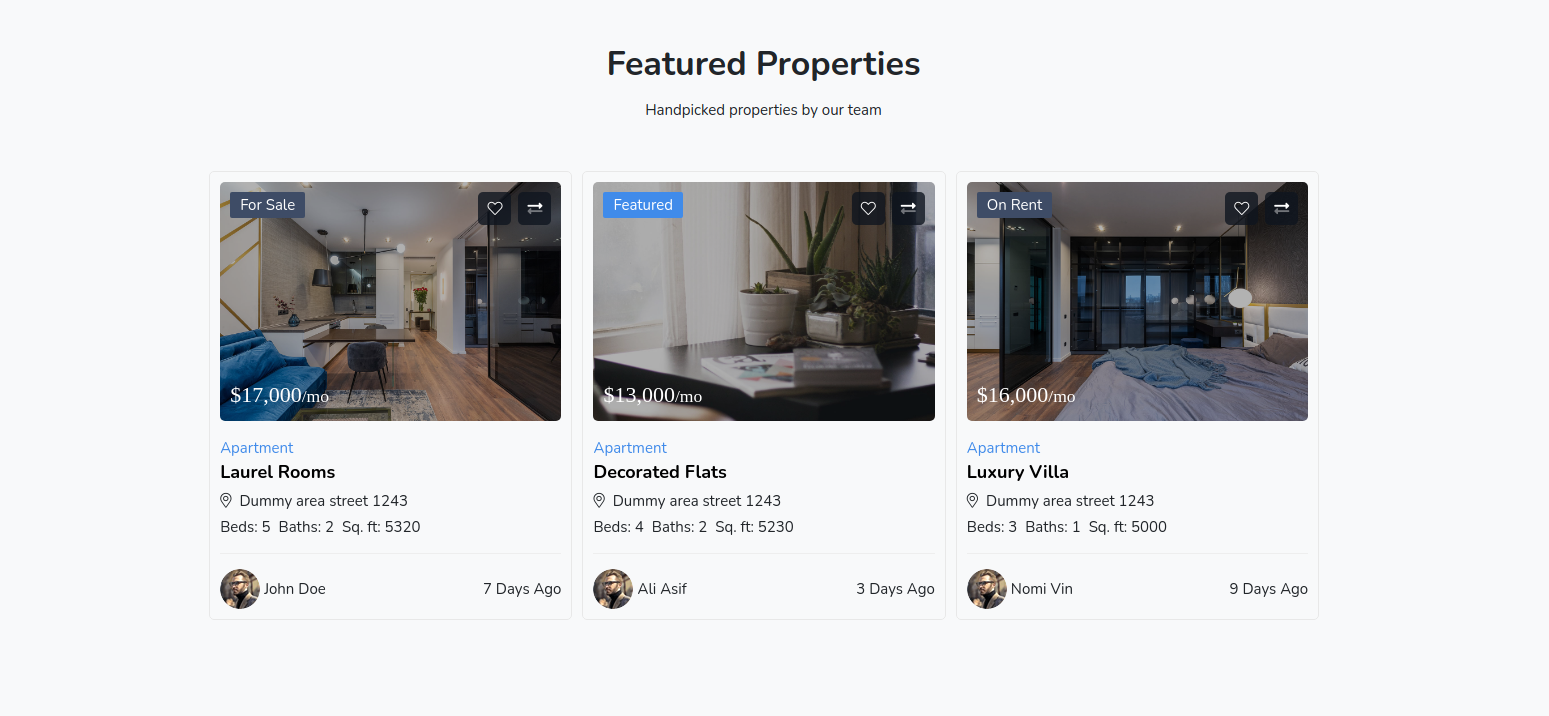 Featured Properties
Handpicked properties by our team
For Sale
$17,000/mo
Apartment
Laurel Rooms
Dummy area street 1243
Beds: 5 Baths: 2 Sq. ft: 5320
John Doe 7 Days Ago
Featured
$13,000/mo
Apartment
Decorated Flats
Dummy area street 1243
Beds: 4 Baths: 2 Sq. ft: 5230
Ali Asif 3 Days Ago
On Rent
$16,000/mo
Apartment
Luxury Villa
Dummy area street 1243
Beds: 3 Baths: 1 Sq. ft: 5000
Nomi Vin 9 Days Ago